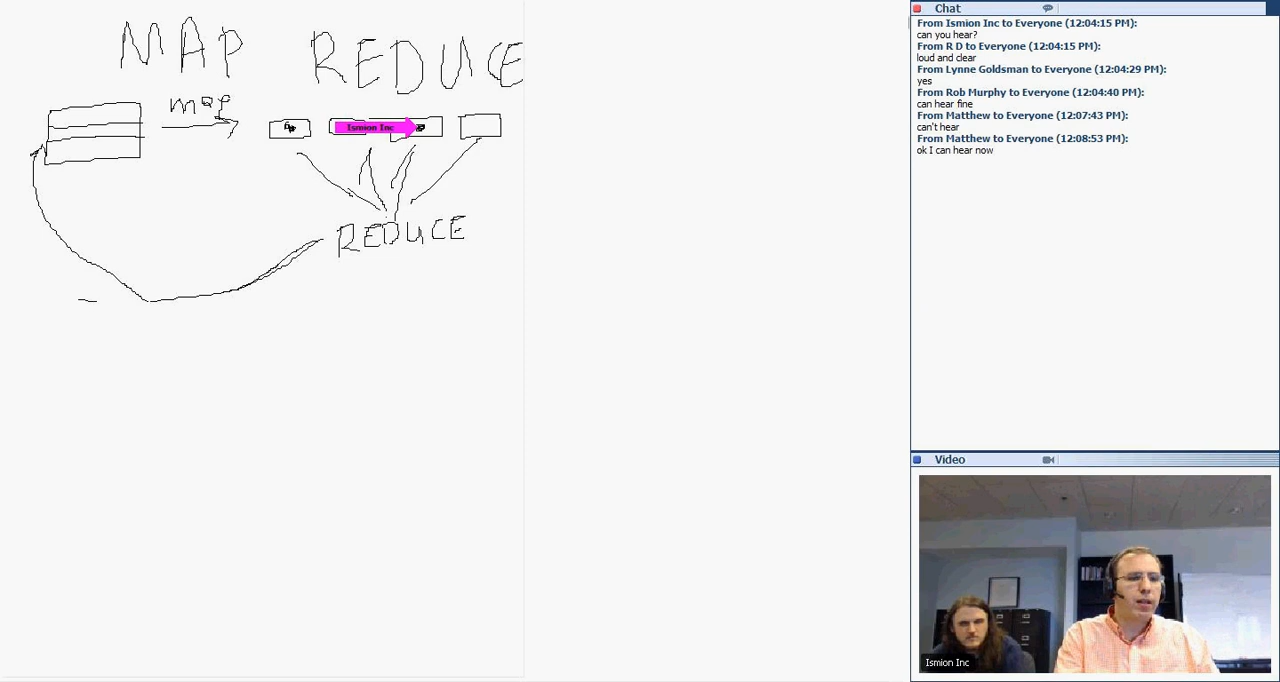 MAP REDUCE
map
Ismion Inc
REDUCE
Chat
From Ismion Inc to Everyone (12:04:15 PM):
can you hear?
From R D to Everyone (12:04:15 PM):
loud and clear
From Lynne Goldsman to Everyone (12:04:29 PM):
yes
From Rob Murphy to Everyone (12:04:40 PM):
can hear fine
From Matthew to Everyone (12:07:43 PM):
can't hear
From Matthew to Everyone (12:08:53 PM):
ok I can hear now
Video
Ismion Inc